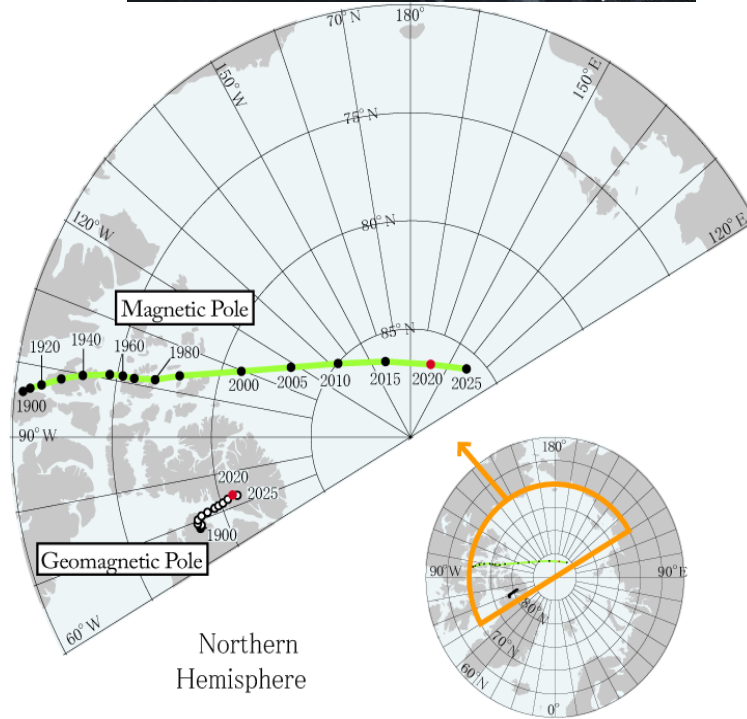 70°N 180°
150°W 150°E
75°N
120°W 80°N 120°E
Magnetic Pole
85°N
1920 1940 1960 1980
1900 2000 2005 2010 2015 2020 2025
90°W
2020
2025
1900
Geomagnetic Pole
60°W
Northern
Hemisphere
180°
90°W 90°E
80°N
70°N
60°N
0°